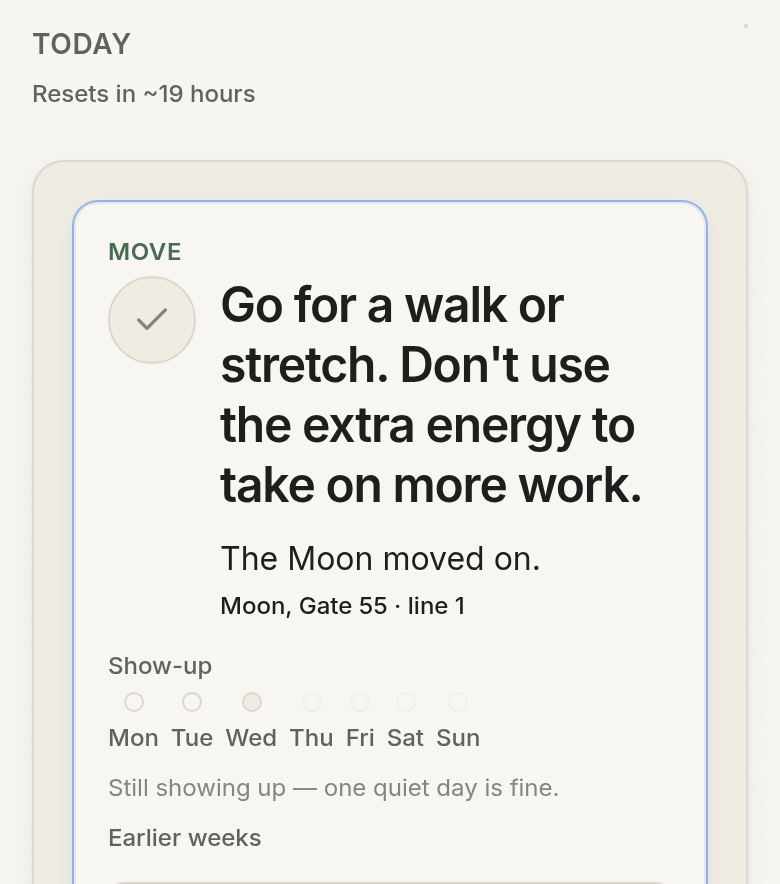 TODAY
Resets in ~19 hours
MOVE
Go for a walk or
stretch. Don't use
the extra energy to
take on more work.
The Moon moved on.
Moon, Gate 55 · line 1
Show-up
Mon Tue Wed Thu Fri Sat Sun
Still showing up — one quiet day is fine.
Earlier weeks